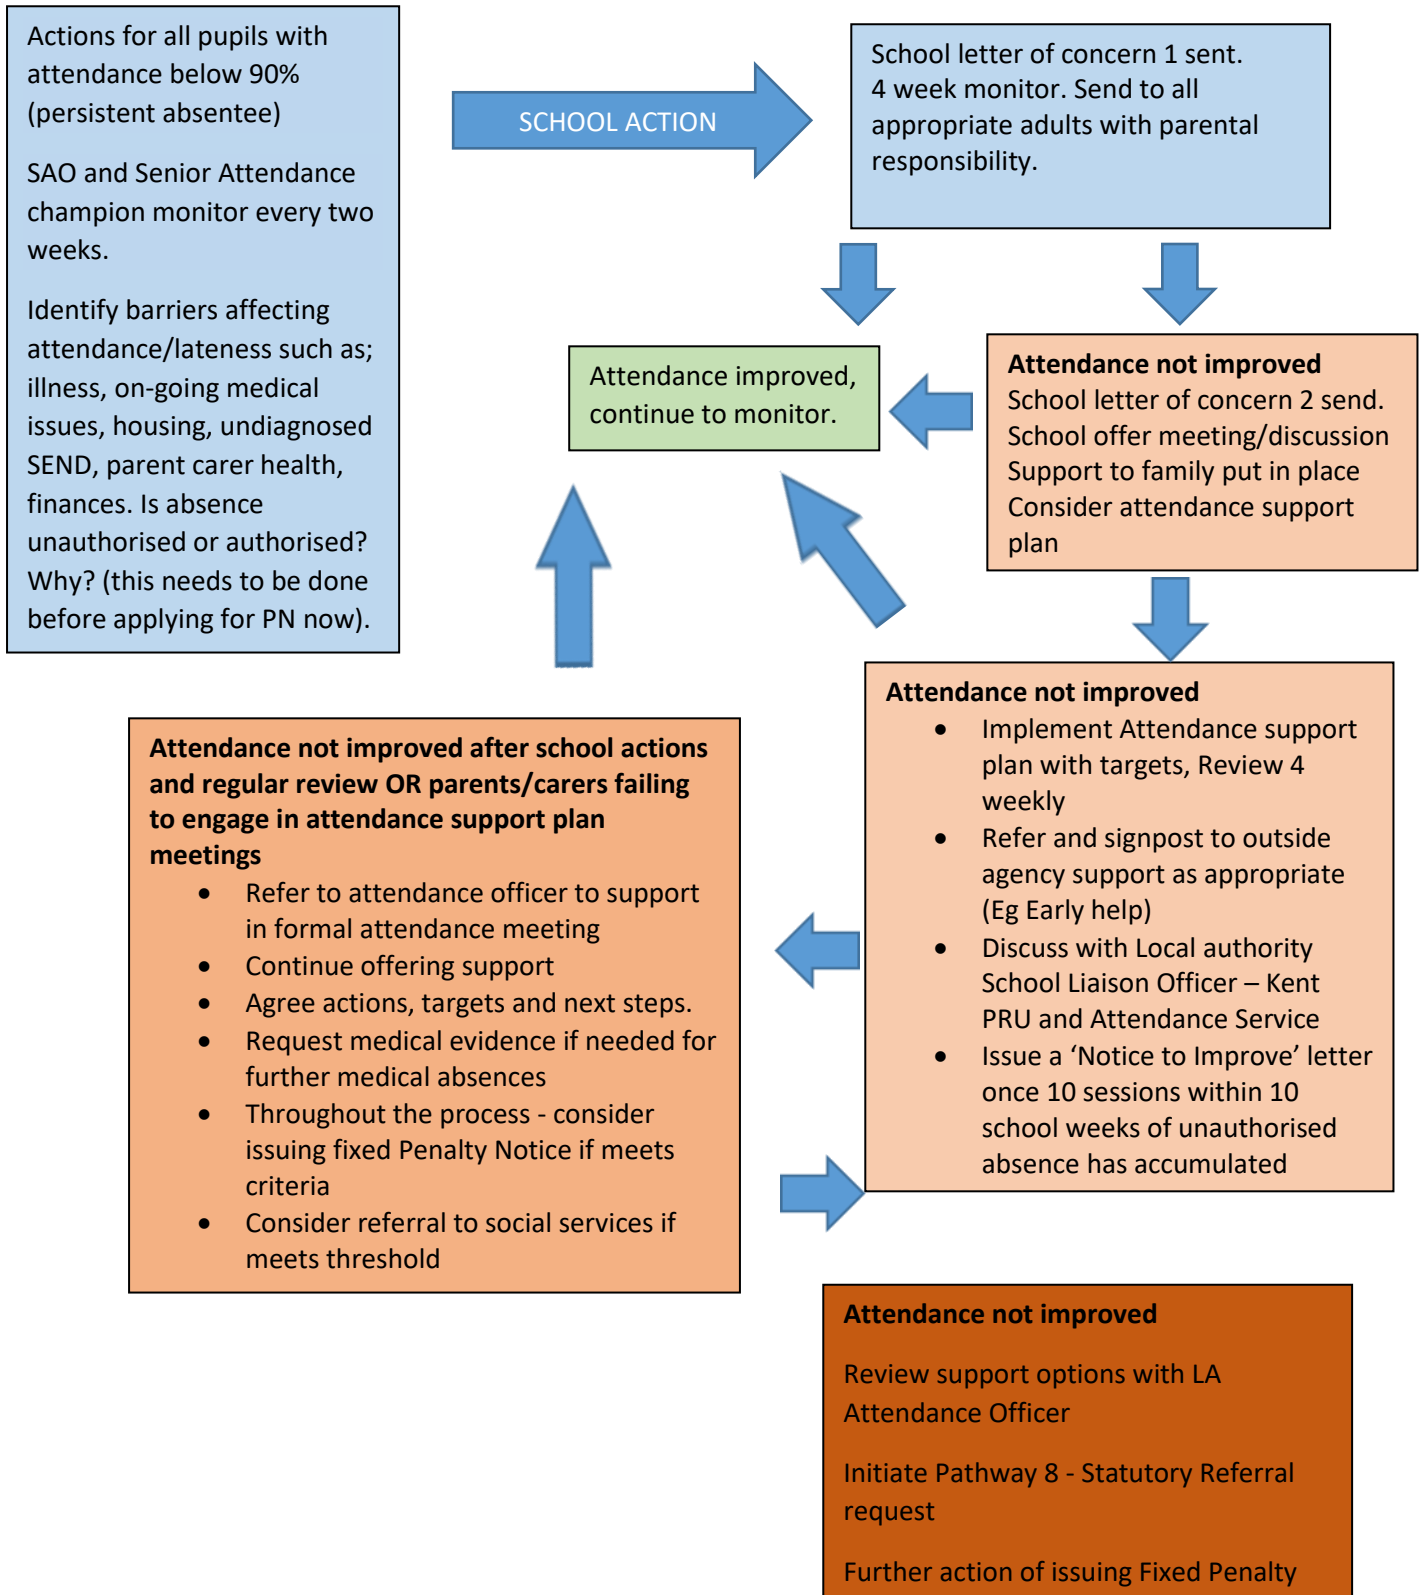 Actions for all pupils with
attendance below 90%
(persistent absentee)
SAO and Senior Attendance
champion monitor every two
weeks.
Identify barriers affecting
attendance/lateness such as;
illness, on-going medical
issues, housing, undiagnosed
SEND, parent carer health,
finances. Is absence
unauthorised or authorised?
Why? (this needs to be done
before applying for PN now).
SCHOOL ACTION
School letter of concern 1 sent.
4 week monitor. Send to all
appropriate adults with parental
responsibility.
Attendance improved,
continue to monitor.
Attendance not improved
School letter of concern 2 send.
School offer meeting/discussion
Support to family put in place
Consider attendance support
plan
Attendance not improved
• Implement Attendance support
plan with targets, Review 4
weekly
• Refer and signpost to outside
agency support as appropriate
(Eg Early help)
• Discuss with Local authority
School Liaison Officer – Kent
PRU and Attendance Service
• Issue a ‘Notice to Improve’ letter
once 10 sessions within 10
school weeks of unauthorised
absence has accumulated
Attendance not improved after school actions
and regular review OR parents/carers failing
to engage in attendance support plan
meetings
• Refer to attendance officer to support
in formal attendance meeting
• Continue offering support
• Agree actions, targets and next steps.
• Request medical evidence if needed for
further medical absences
• Throughout the process - consider
issuing fixed Penalty Notice if meets
criteria
• Consider referral to social services if
meets threshold
Attendance not improved
Review support options with LA
Attendance Officer
Initiate Pathway 8 - Statutory Referral
request
Further action of issuing Fixed Penalty